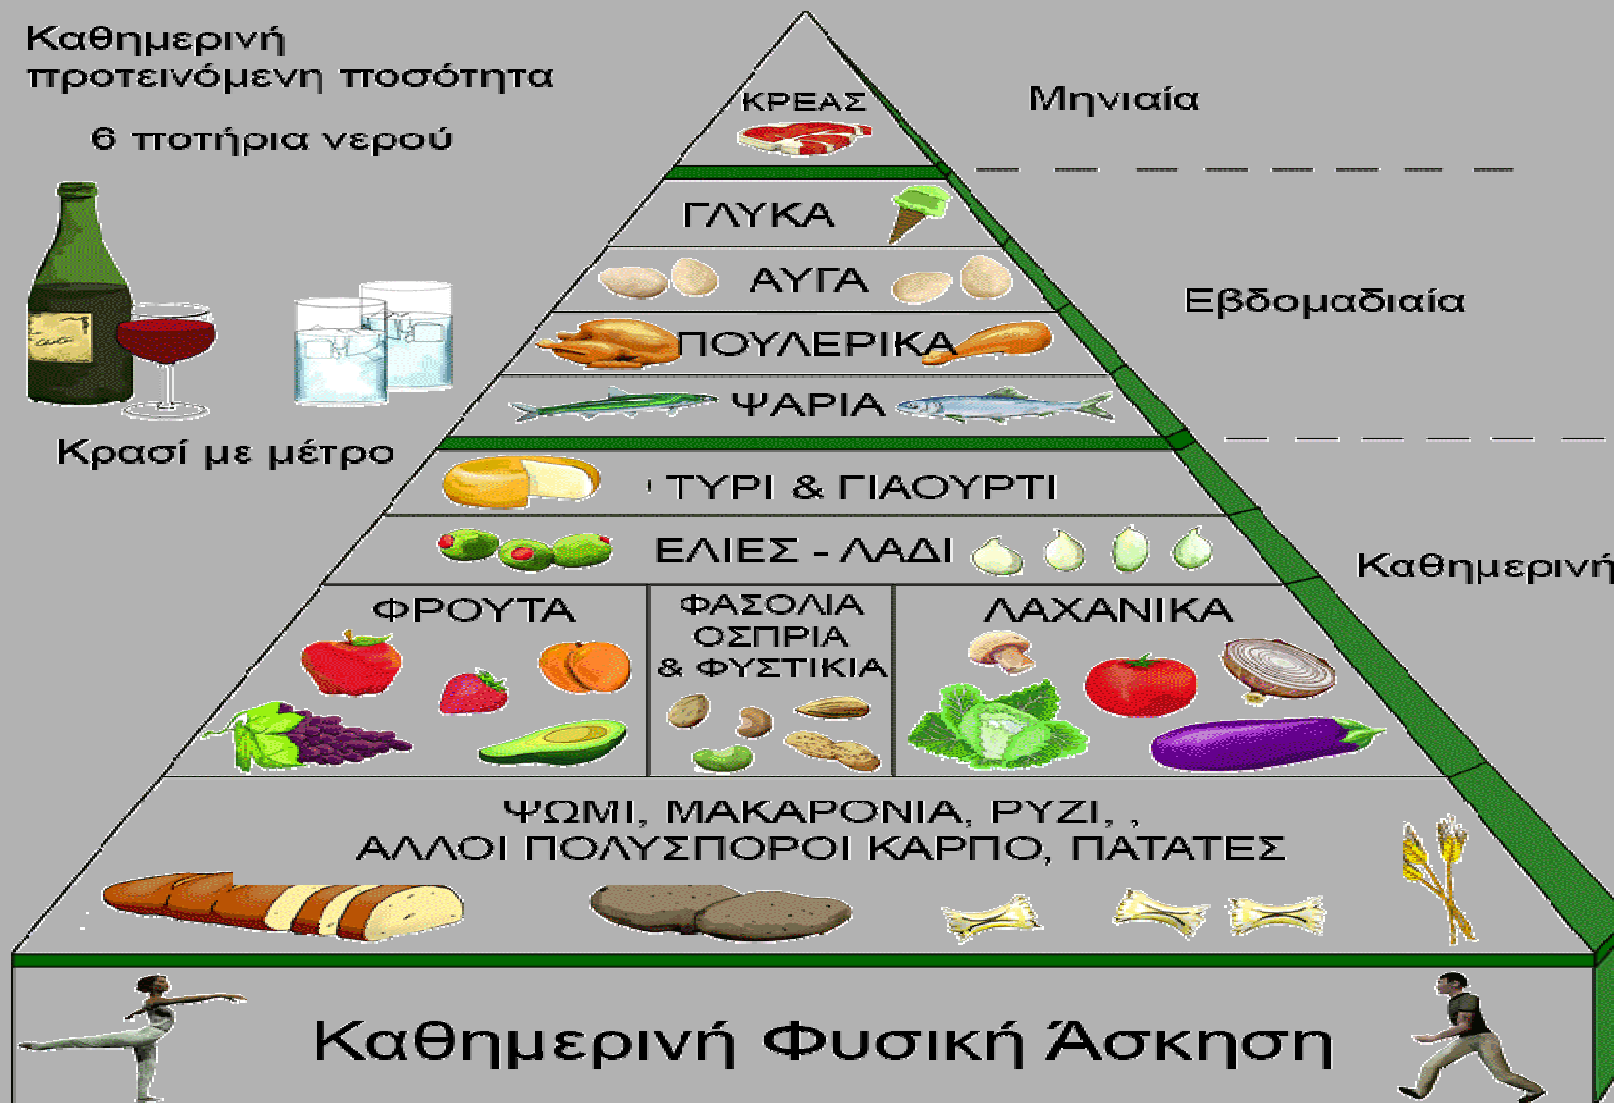 Καθημερινή
προτεινόμενη ποσότητα
6 ποτήρια νερού
Κρασί με μέτρο
ΚΡΕΑΣ
Μηνιαία
ΓΛΥΚΑ
ΑΥΓΑ
ΠΟΥΛΕΡΙΚΑ
ΨΑΡΙΑ
Εβδομαδιαία
ΤΥΡΙ & ΓΙΑΟΥΡΤΙ
ΕΛΙΕΣ - ΛΑΔΙ
Καθημερινή
ΦΡΟΥΤΑ
ΦΑΣΟΛΙΑ
ΟΣΠΡΙΑ
& ΦΥΣΤΙΚΙΑ
ΛΑΧΑΝΙΚΑ
ΨΩΜΙ, ΜΑΚΑΡΟΝΙΑ, ΡΥΖΙ, ,
ΑΛΛΟΙ ΠΟΛΥΣΠΟΡΟΙ ΚΑΡΠΟ, ΠΑΤΑΤΕΣ
Καθημερινή Φυσική Άσκηση